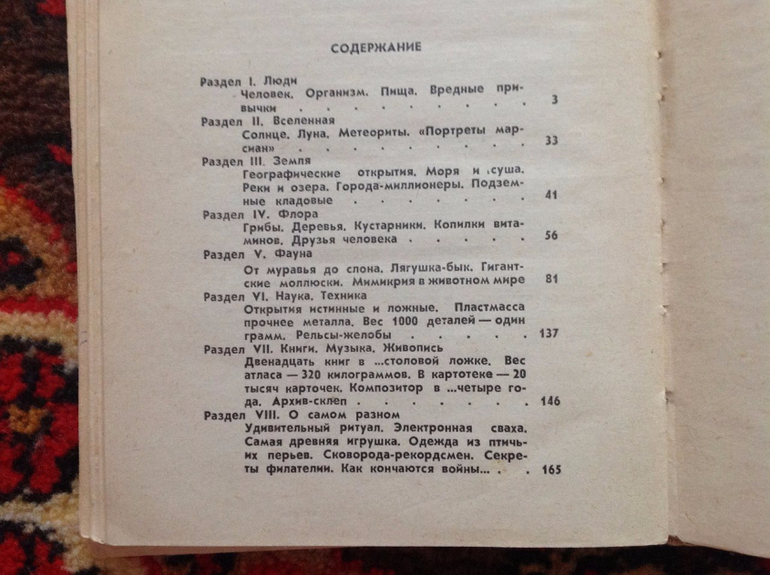 СОДЕРЖАНИЕ
Раздел I. Люди
Человек. Организм. Пища. Вредные при-
вычки . . . . . . . . 3
Раздел II. Вселенная
Солнце. Луна. Метеориты. «Портреты мар-
сиан» . . . . . . . . 33
Раздел III. Земля
Географические открытия. Моря и суша.
Реки и озера. Города-миллионеры. Подзем-
ные кладовые . . . . . . 41
Раздел IV. Флора
Грибы. Деревья. Кустарники. Копилки вита-
минов. Друзья человека . . . . . 56
Раздел V. Фауна
От муравья до слона. Лягушка-бык. Гигант-
ские моллюски. Мимикрия в животном мире 81
Раздел VI. Наука. Техника
Открытия истинные и ложные. Пластмасса
прочнее металла. Вес 1000 деталей — один
грамм. Рельсы-желобы . . . . . 137
Раздел VII. Книги. Музыка. Живопись
Двенадцать книг в ...столовой ложке. Вес
атласа — 320 килограммов. В картотеке — 20
тысяч карточек. Композитор в ...четыре го-
да. Архив-склеп . . . . . . . 146
Раздел VIII. О самом разном
Удивительный ритуал. Электронная сваха.
Самая древняя игрушка. Одежда из птичь-
их перьев. Сковорода-рекордсмен. Секре-
ты филателии. Как кончаются войны... . . 165